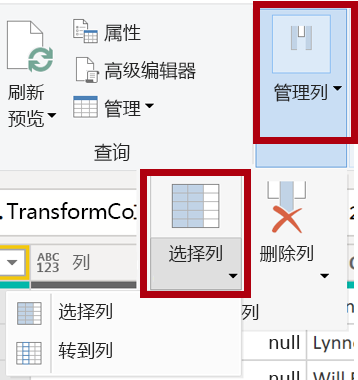 属性
高级编辑器
管理
刷新
预览
管理列
查询
.TransformCo
选择列
删除列
ABC
123
列
选择列
转到列
列
null
Lynn
null
Will